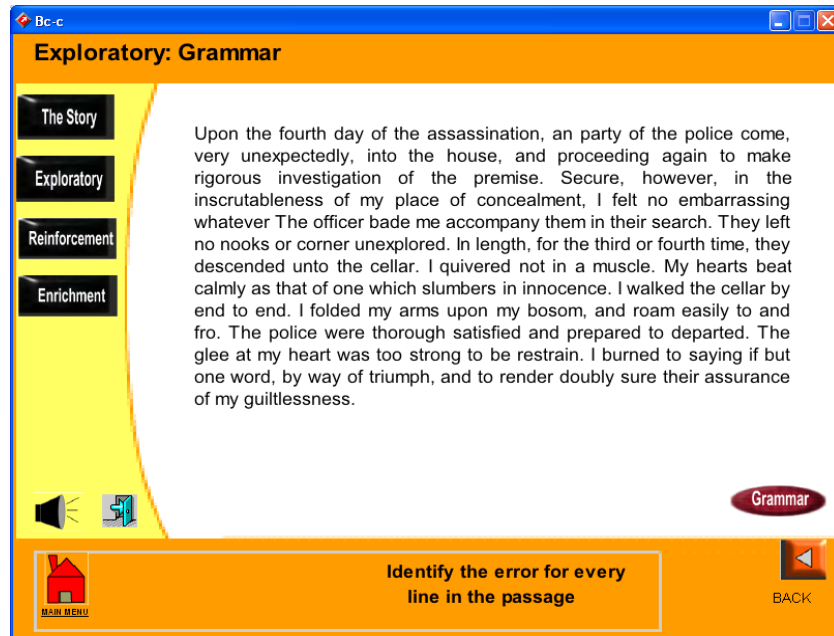 Bc-c
Exploratory: Grammar
The Story
Exploratory
Reinforcement
Enrichment
Upon the fourth day of the assassination, an party of the police come,
very unexpectedly, into the house, and proceeding again to make
rigorous investigation of the premise. Secure, however, in the
inscrutableness of my place of concealment, I felt no embarrassing
whatever The officer bade me accompany them in their search. They left
no nooks or corner unexplored. In length, for the third or fourth time, they
descended unto the cellar. I quivered not in a muscle. My hearts beat
calmly as that of one which slumbers in innocence. I walked the cellar by
end to end. I folded my arms upon my bosom, and roam easily to and
fro. The police were thorough satisfied and prepared to departed. The
glee at my heart was too strong to be restrain. I burned to saying if but
one word, by way of triumph, and to render doubly sure their assurance
of my guiltlessness.
Grammar
Identify the error for every
line in the passage
MAIN MENU
BACK